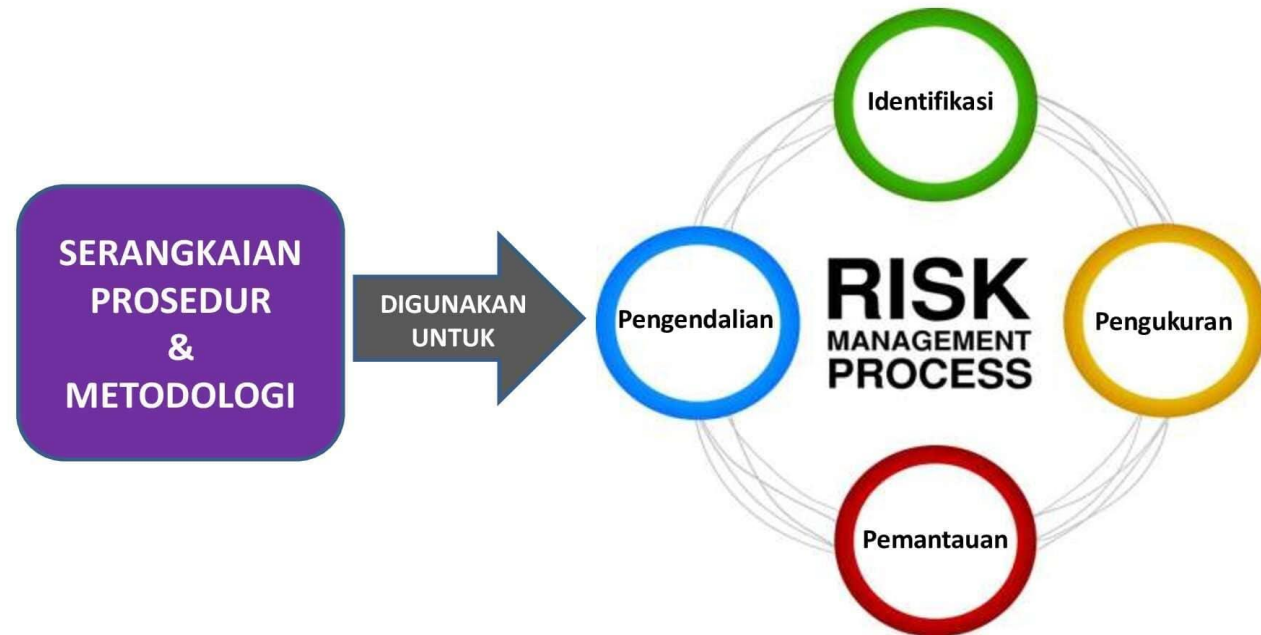 SERANGKAIAN
PROSEDUR
&
METODOLOGI
DIGUNAKAN
UNTUK
Identifikasi
Pengendalian
RISK
MANAGEMENT
PROCESS
Pengukuran
Pemantauan